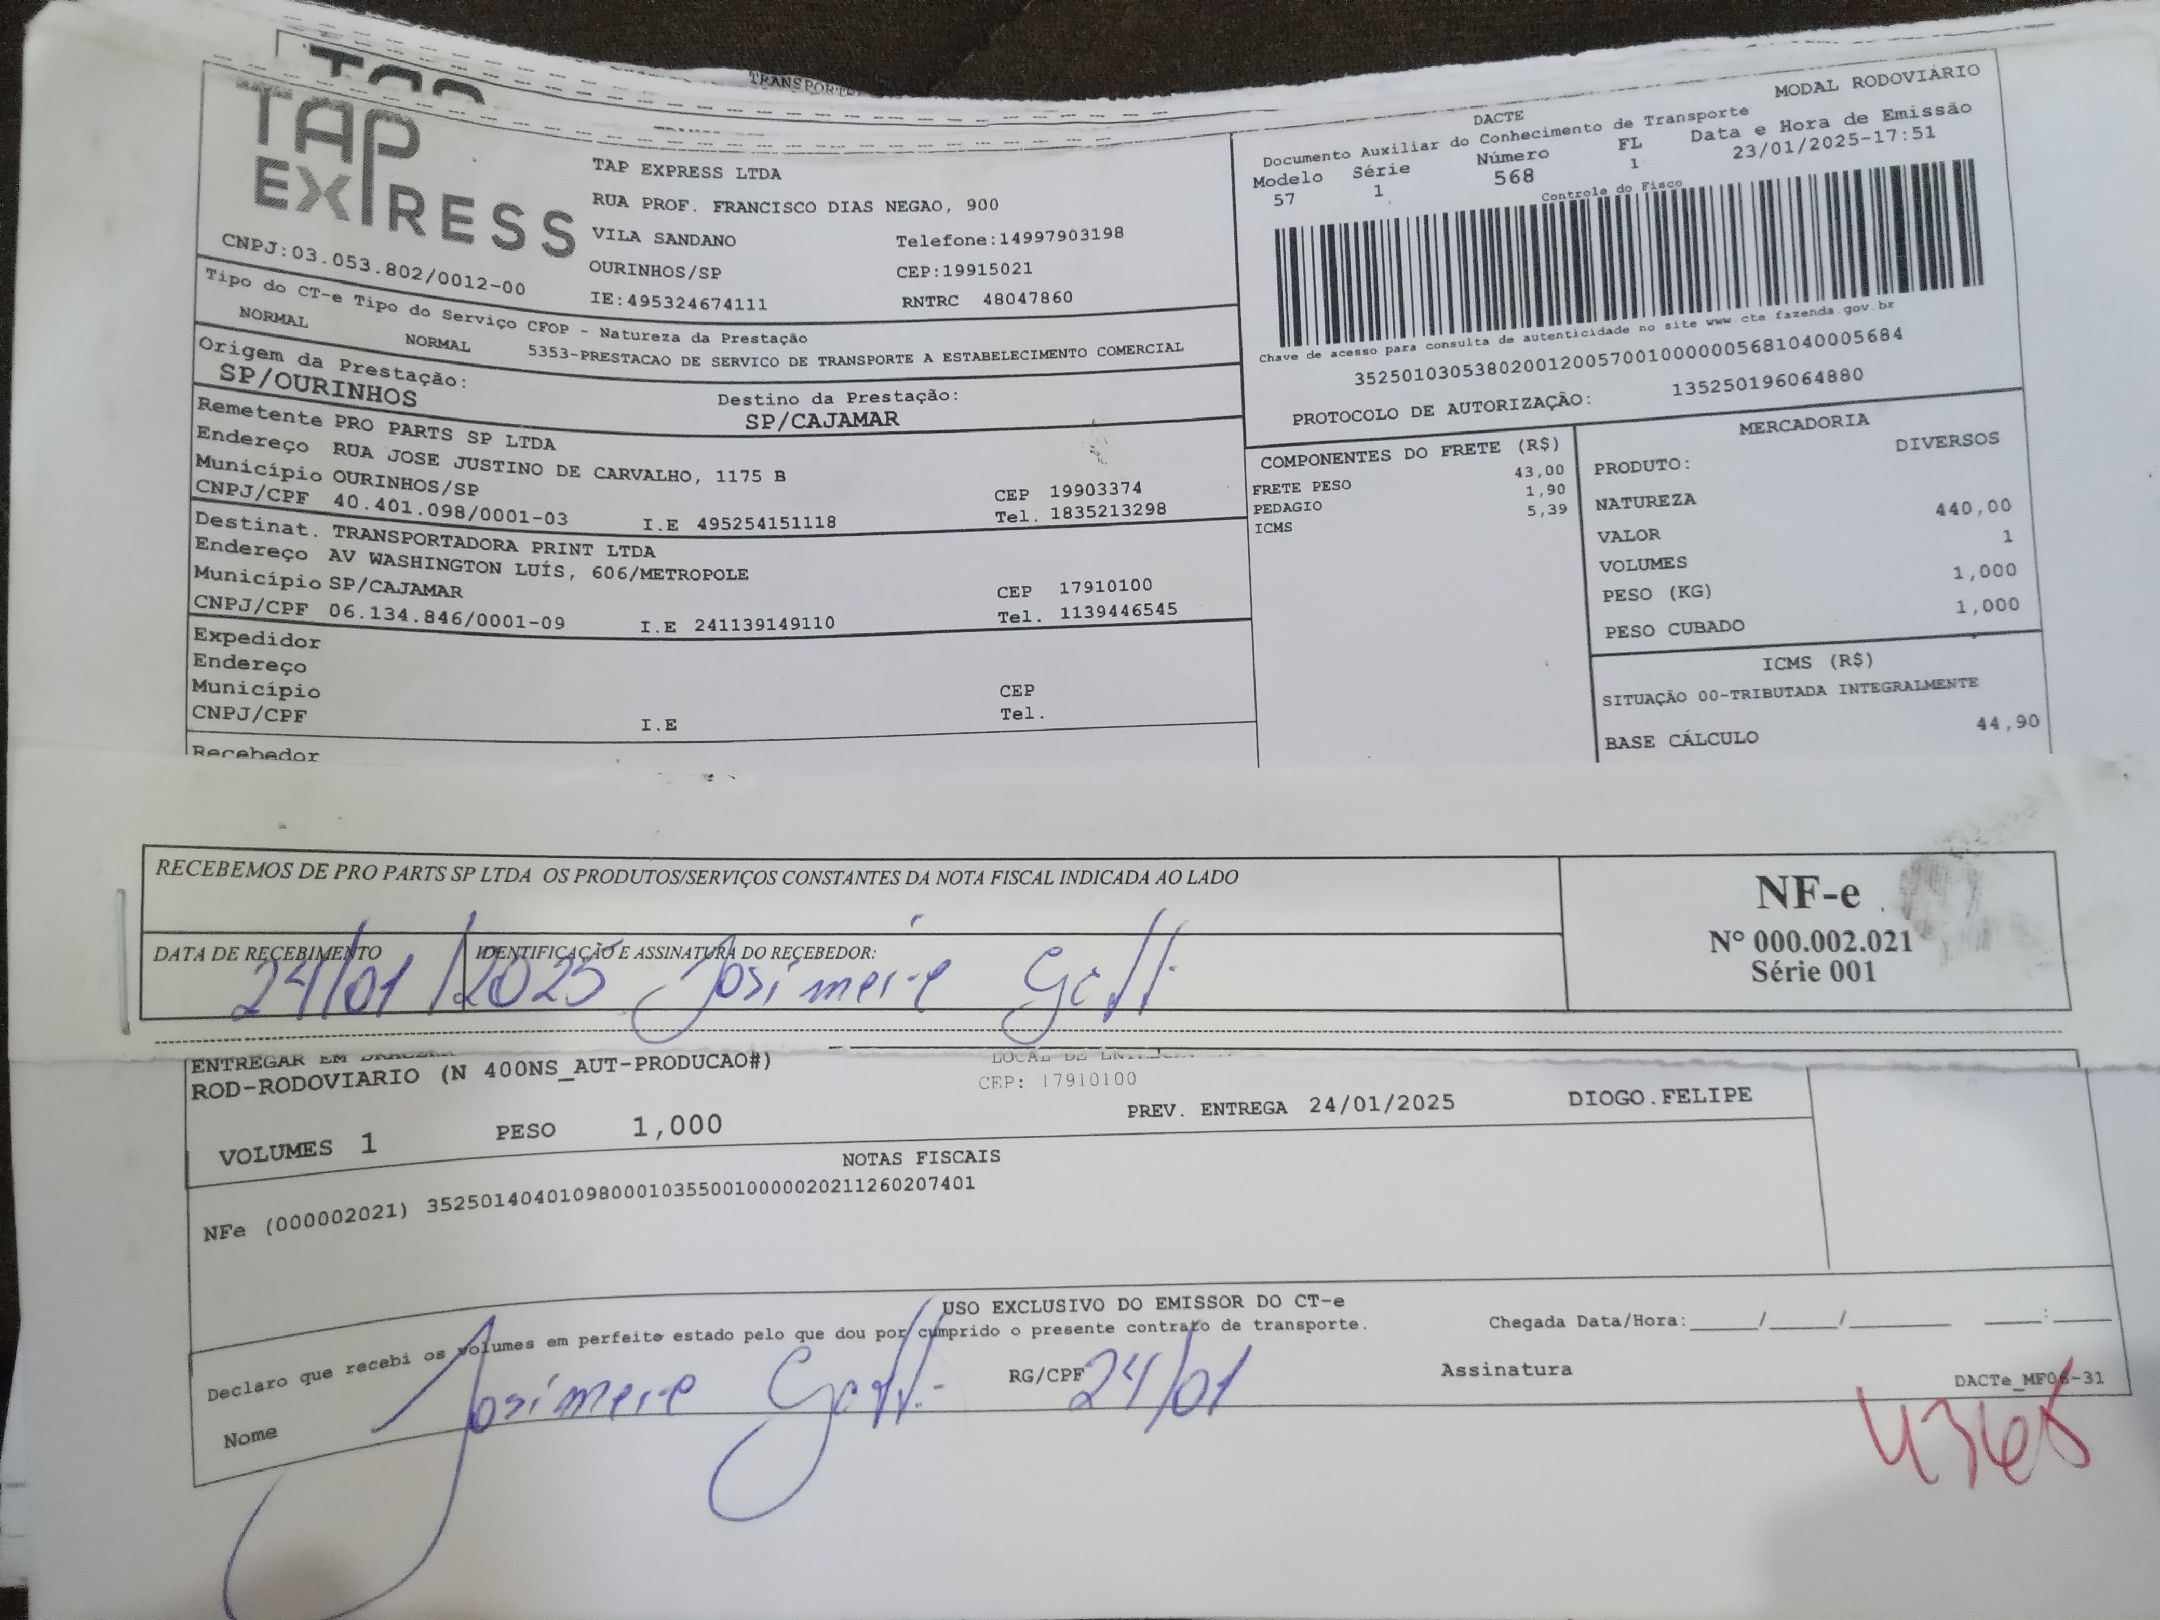 TRANSPORTE
TAP
EXPRESS
CNPJ:03.053.802/0012-00
TAP EXPRESS LTDA
RUA PROF. FRANCISCO DIAS NEGAO, 900
VILA SANDANO Telefone:14997903198
OURINHOS/SP CEP:19915021
IE:495324674111 RNTRC 48047860
DACTE MODAL RODOVIÁRIO
Documento Auxiliar do Conhecimento de Transporte
Modelo Série Número FL Data e Hora de Emissão
57 1 568 1 23/01/2025-17:51
Controle do Fisco
Chave de acesso para consulta de autenticidade no site www.cte.fazenda.gov.br
35250103053802001200570010000005681040005684
PROTOCOLO DE AUTORIZAÇÃO: 135250196064880
Tipo do CT-e Tipo do Serviço CFOP - Natureza da Prestação
NORMAL NORMAL 5353-PRESTACAO DE SERVICO DE TRANSPORTE A ESTABELECIMENTO COMERCIAL
Origem da Prestação: Destino da Prestação:
SP/OURINHOS SP/CAJAMAR
Remetente PRO PARTS SP LTDA
Endereço RUA JOSE JUSTINO DE CARVALHO, 1175 B
Município OURINHOS/SP CEP 19903374
CNPJ/CPF 40.401.098/0001-03 I.E 495254151118 Tel. 1835213298
Destinat. TRANSPORTADORA PRINT LTDA
Endereço AV WASHINGTON LUÍS, 606/METROPOLE
Município SP/CAJAMAR CEP 17910100
CNPJ/CPF 06.134.846/0001-09 I.E 241139149110 Tel. 1139446545
Expedidor
Endereço
Município CEP
CNPJ/CPF I.E Tel.
Recebedor
COMPONENTES DO FRETE (R$)
FRETE PESO 43,00
PEDAGIO 1,90
ICMS 5,39
MERCADORIA
PRODUTO: DIVERSOS
NATUREZA
VALOR 440,00
VOLUMES 1
PESO (KG) 1,000
PESO CUBADO 1,000
ICMS (R$)
SITUAÇÃO 00-TRIBUTADA INTEGRALMENTE
BASE CÁLCULO 44,90
RECEBEMOS DE PRO PARTS SP LTDA OS PRODUTOS/SERVIÇOS CONSTANTES DA NOTA FISCAL INDICADA AO LADO
DATA DE RECEBIMENTO IDENTIFICAÇÃO E ASSINATURA DO RECEBEDOR:
24/01/2025 Josimeire
NF-e
Nº 000.002.021
Série 001
ENTREGAR EM
ROD-RODOVIARIO (N 400NS_AUT-PRODUCAO#)
CEP: 17910100
VOLUMES 1 PESO 1,000 PREV. ENTREGA 24/01/2025 DIOGO.FELIPE
NOTAS FISCAIS
NFe (000002021) 35250140401098000103550010000020211260207401
USO EXCLUSIVO DO EMISSOR DO CT-e
Declaro que recebi os volumes em perfeito estado pelo que dou por cumprido o presente contrato de transporte. Chegada Data/Hora:____/____/________ ____:____
Nome Josimeire RG/CPF 24/01 Assinatura
DACTe_MF06-31